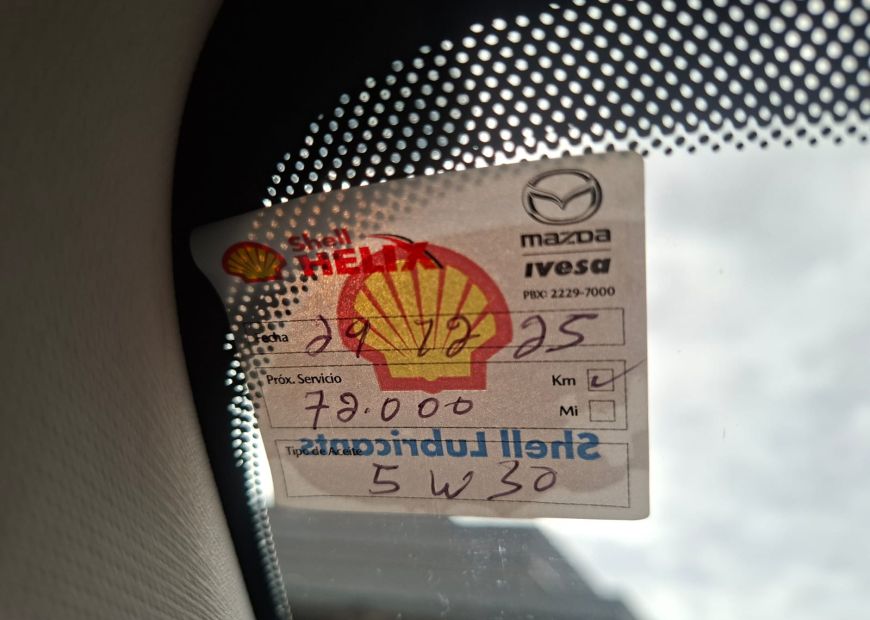 mazda
Shell
HELIX
ivesa
PBX: 2229-7000
Fecha 29 12 25
Próx. Servicio Km ✓
72.000 Mi
Shell Lubricants
Tipo de Aceite
5W30